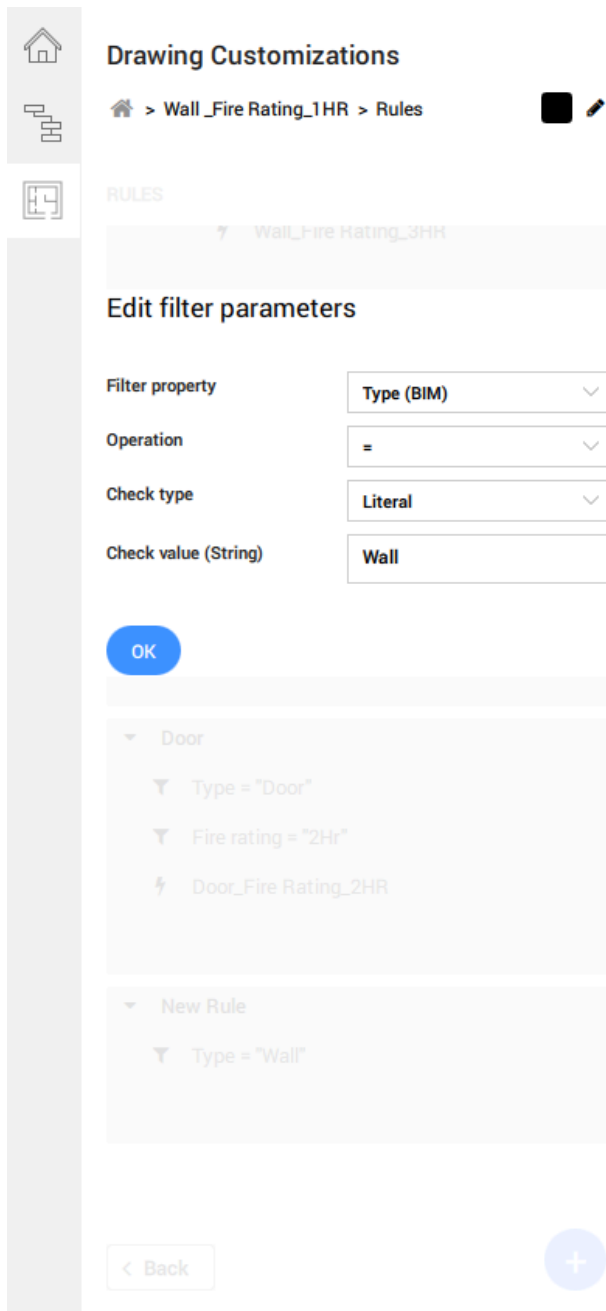 Drawing Customizations
> Wall _Fire Rating_1HR > Rules
RULES
Wall_Fire Rating_3HR
Edit filter parameters
Filter property Type (BIM)
Operation =
Check type Literal
Check value (String) Wall
OK
Door
Type = "Door"
Fire rating = "2Hr"
Door_Fire Rating_2HR
New Rule
Type = "Wall"
< Back
+